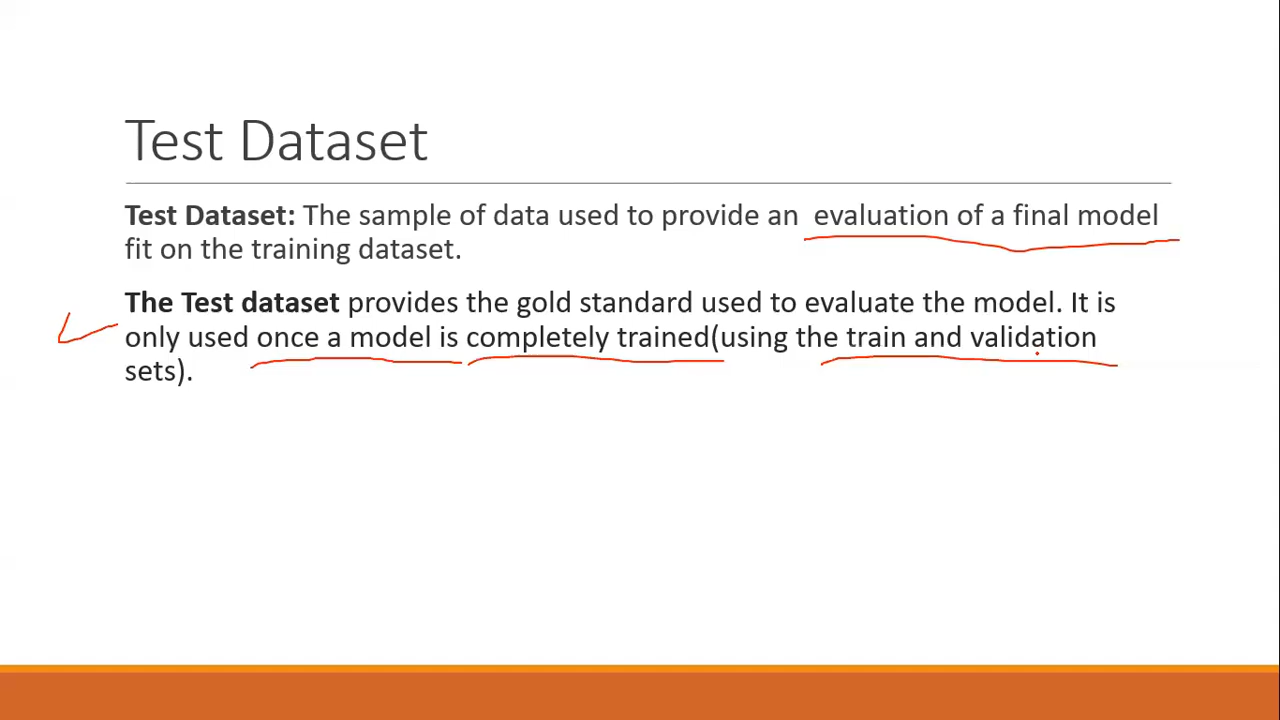 Test Dataset
Test Dataset: The sample of data used to provide an evaluation of a final model
fit on the training dataset.
The Test dataset provides the gold standard used to evaluate the model. It is
only used once a model is completely trained(using the train and validation
sets).